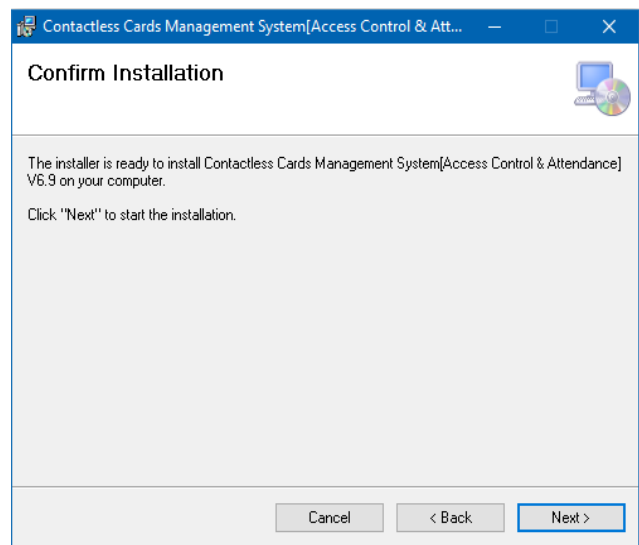 Contactless Cards Management System[Access Control & Att...
Confirm Installation
The installer is ready to install Contactless Cards Management System[Access Control & Attendance]
V6.9 on your computer.
Click "Next" to start the installation.
Cancel
< Back
Next >